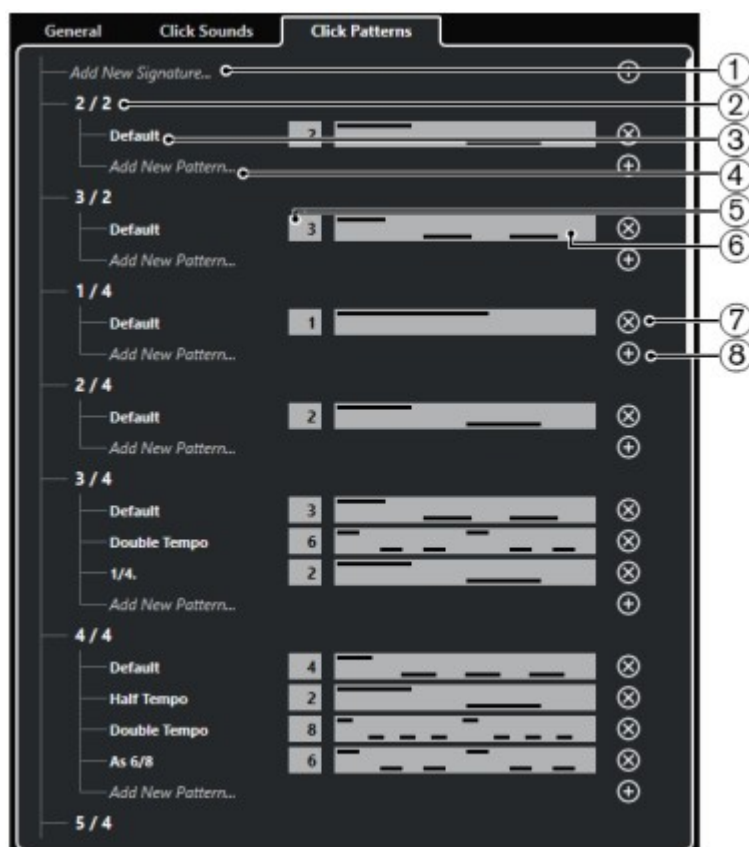 General Click Sounds Click Patterns
Add New Signature... ①
2 / 2 ②
Default 2 ③
Add New Pattern... ④
3 / 2
⑤
Default 3 ⑥
Add New Pattern...
1 / 4
Default 1 ⑦
Add New Pattern... ⑧
2 / 4
Default 2
Add New Pattern...
3 / 4
Default 3
Double Tempo 6
1/4. 2
Add New Pattern...
4 / 4
Default 4
Half Tempo 2
Double Tempo 8
As 6/8 6
Add New Pattern...
5 / 4